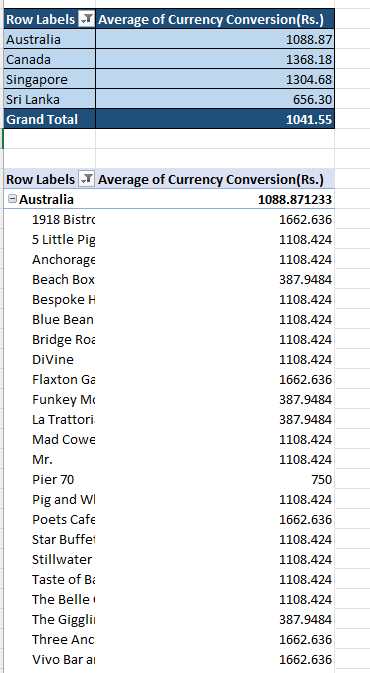 Row Labels Average of Currency Conversion(Rs.)
Australia 1088.87
Canada 1368.18
Singapore 1304.68
Sri Lanka 656.30
Grand Total 1041.55
Row Labels Average of Currency Conversion(Rs.)
Australia 1088.871233
1918 Bistro 1662.636
5 Little Pig 1108.424
Anchorage 1108.424
Beach Box 387.9484
Bespoke H 1108.424
Blue Bean 1108.424
Bridge Roa 1108.424
DiVine 1108.424
Flaxton Ga 1662.636
Funkey Mo 387.9484
La Trattori 387.9484
Mad Cowe 1108.424
Mr. 1108.424
Pier 70 750
Pig and Wh 1108.424
Poets Cafe 1662.636
Star Buffet 1108.424
Stillwater 1108.424
Taste of Ba 1108.424
The Belle 1108.424
The Giggli 387.9484
Three Anc 1662.636
Vivo Bar an 1662.636